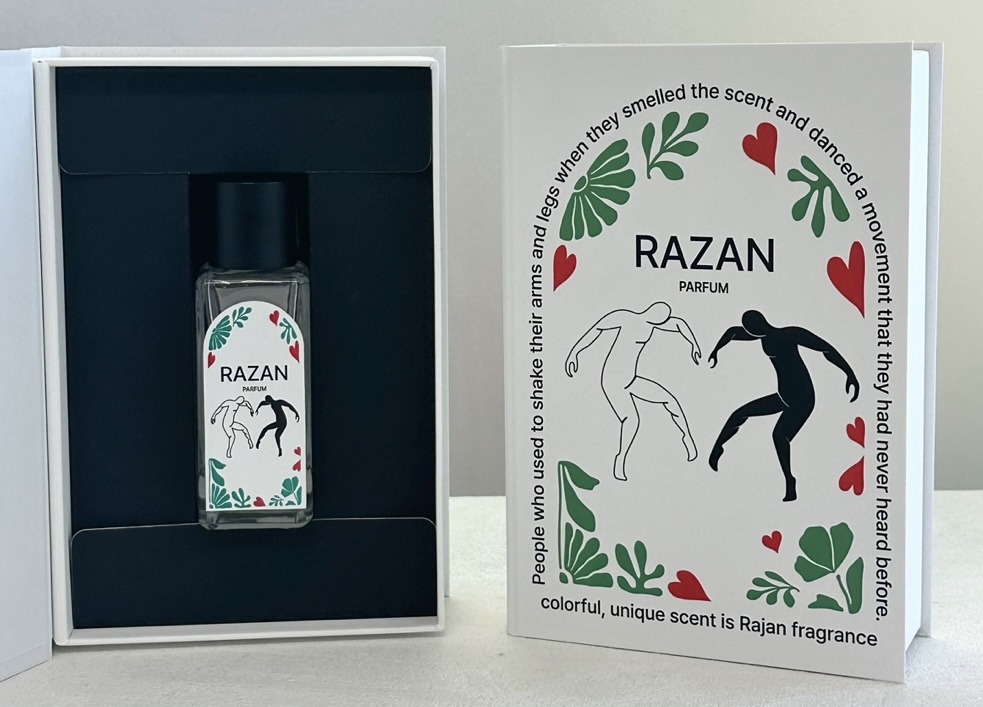 RAZAN
PARFUM
People who used to shake their arms and legs when they smelled the scent and danced a movement that they had never heard before.
RAZAN
PARFUM
colorful, unique scent is Rajan fragrance